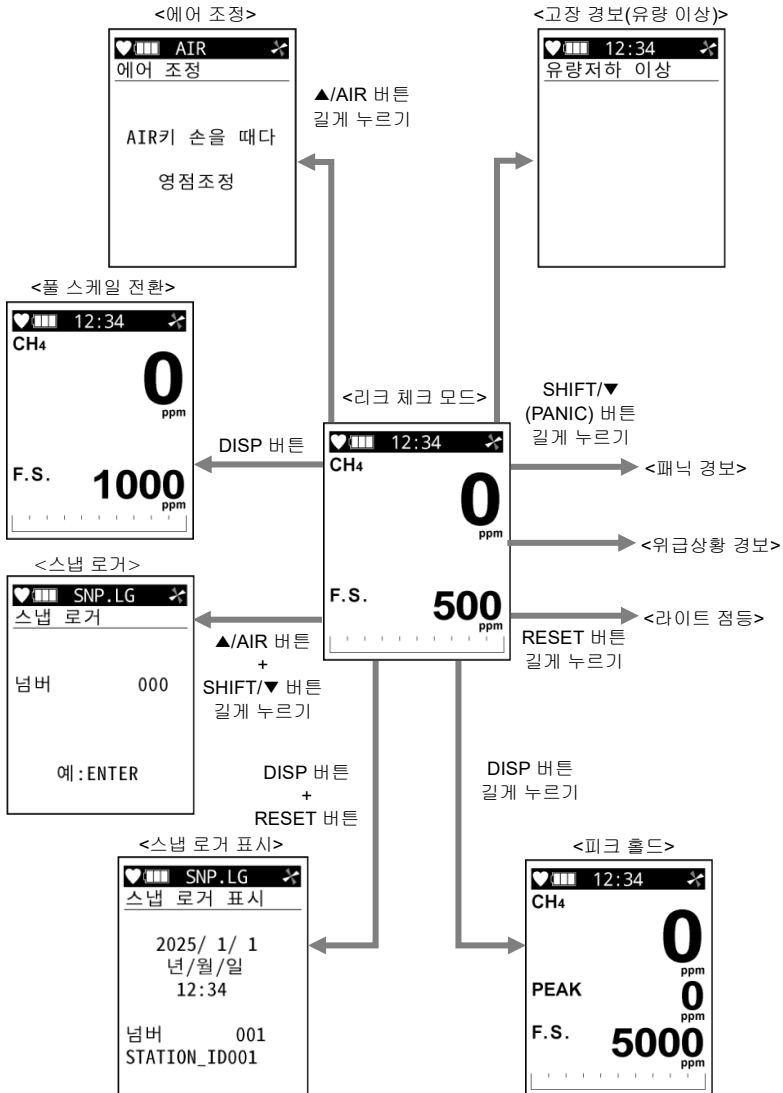 <에어 조정>
AIR
에어 조정
AIR키 손을 때다
영점조정
▲/AIR 버튼
길게 누르기
<고장 경보(유량 이상)>
12:34
유량저하 이상
<풀 스케일 전환>
12:34
CH₄
0
ppm
F.S.
1000
ppm
DISP 버튼
<리크 체크 모드>
12:34
CH₄
0
ppm
F.S.
500
ppm
SHIFT/▼
(PANIC) 버튼
길게 누르기
<패닉 경보>
<위급상황 경보>
<라이트 점등>
RESET 버튼
길게 누르기
<스냅 로거>
SNP.LG
스냅 로거
넘버 000
예:ENTER
▲/AIR 버튼
+
SHIFT/▼ 버튼
길게 누르기
DISP 버튼
+
RESET 버튼
DISP 버튼
길게 누르기
<스냅 로거 표시>
SNP.LG
스냅 로거 표시
2025/ 1/ 1
년/월/일
12:34
넘버 001
STATION_ID001
<피크 홀드>
12:34
CH₄
0
ppm
PEAK
0
ppm
F.S.
5000
ppm